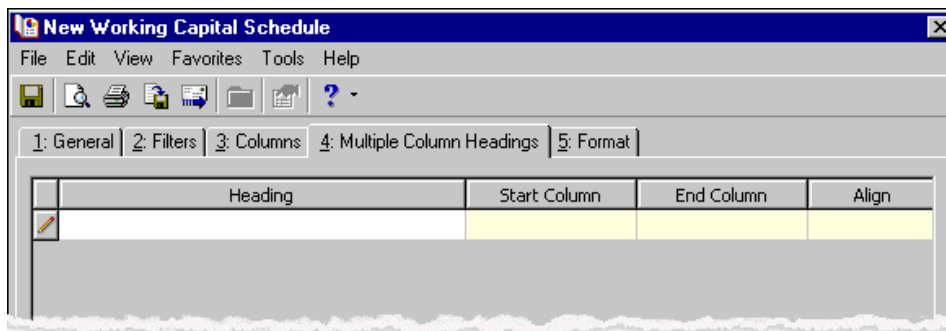 New Working Capital Schedule
File Edit View Favorites Tools Help
?
1: General 2: Filters 3: Columns 4: Multiple Column Headings 5: Format
Heading Start Column End Column Align